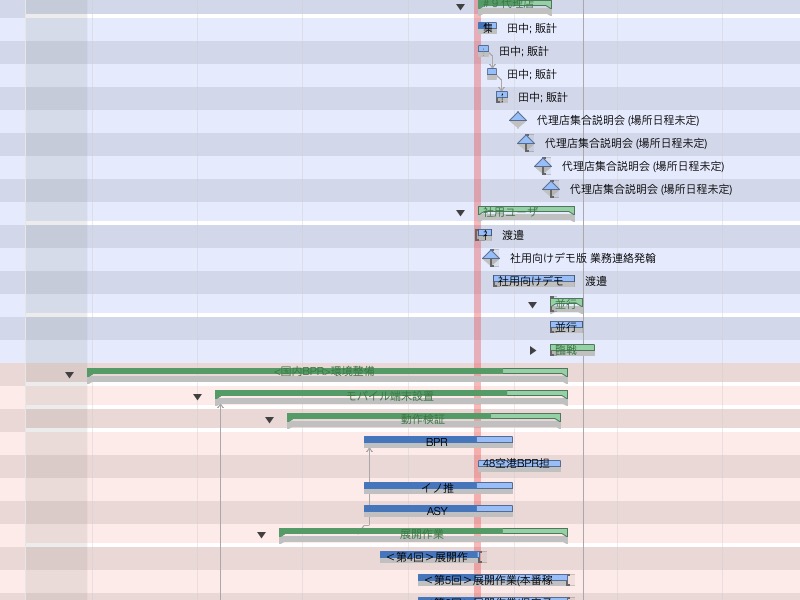 集 田中; 販計
田中; 販計
田中; 販計
田中; 販計
代理店集合説明会 (場所日程未定)
代理店集合説明会 (場所日程未定)
代理店集合説明会 (場所日程未定)
代理店集合説明会 (場所日程未定)
社用ユーザ
渡邉
社用向けデモ版 業務連絡発翰
社用向けデモ 渡邉
並行
並行
臨戦
<国内BPR>環境整備
モバイル端末設置
動作検証
BPR
48空港BPR担
イノ推
ASY
展開作業
<第4回>展開作
<第5回>展開作業(本番稼